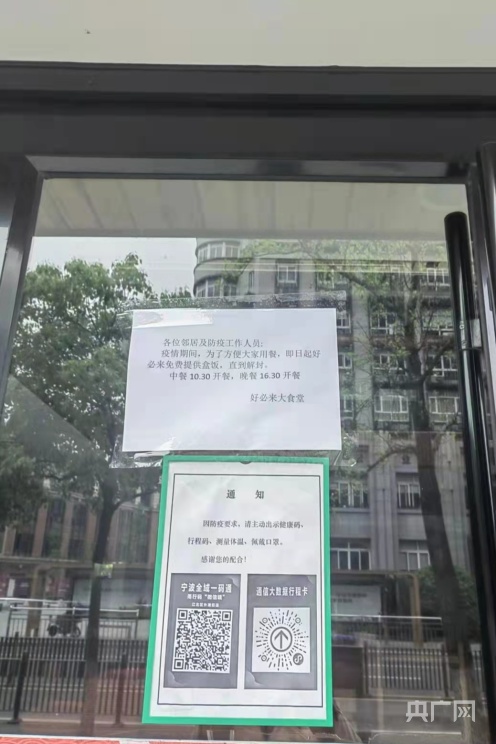 各位邻居及防疫工作人员:
疫情期间，为了方便大家用餐，即日起好
必来免费提供盒饭，直到解封。
中餐 10.30 开餐，晚餐 16.30 开餐
好必来大食堂
通 知
因防疫要求，请主动出示健康码，
行程码，测量体温，佩戴口罩。
感谢您的配合!
宁波全域一码通
通信大数据行程卡
央广网